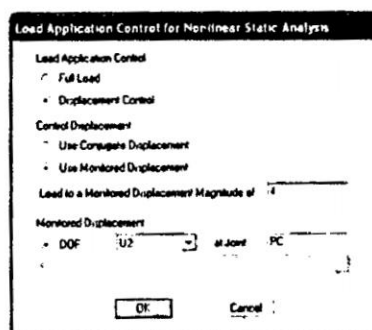 Load Application Control for Nonlinear Static Analysis
Load Application Control
Full Load
Displacement Control
Control Displacement
Use Conjugate Displacement
Use Monitored Displacement
Load to a Monitored Displacement Magnitude of 4
Monitored Displacement
DOF U2 at Joint PC
OK Cancel